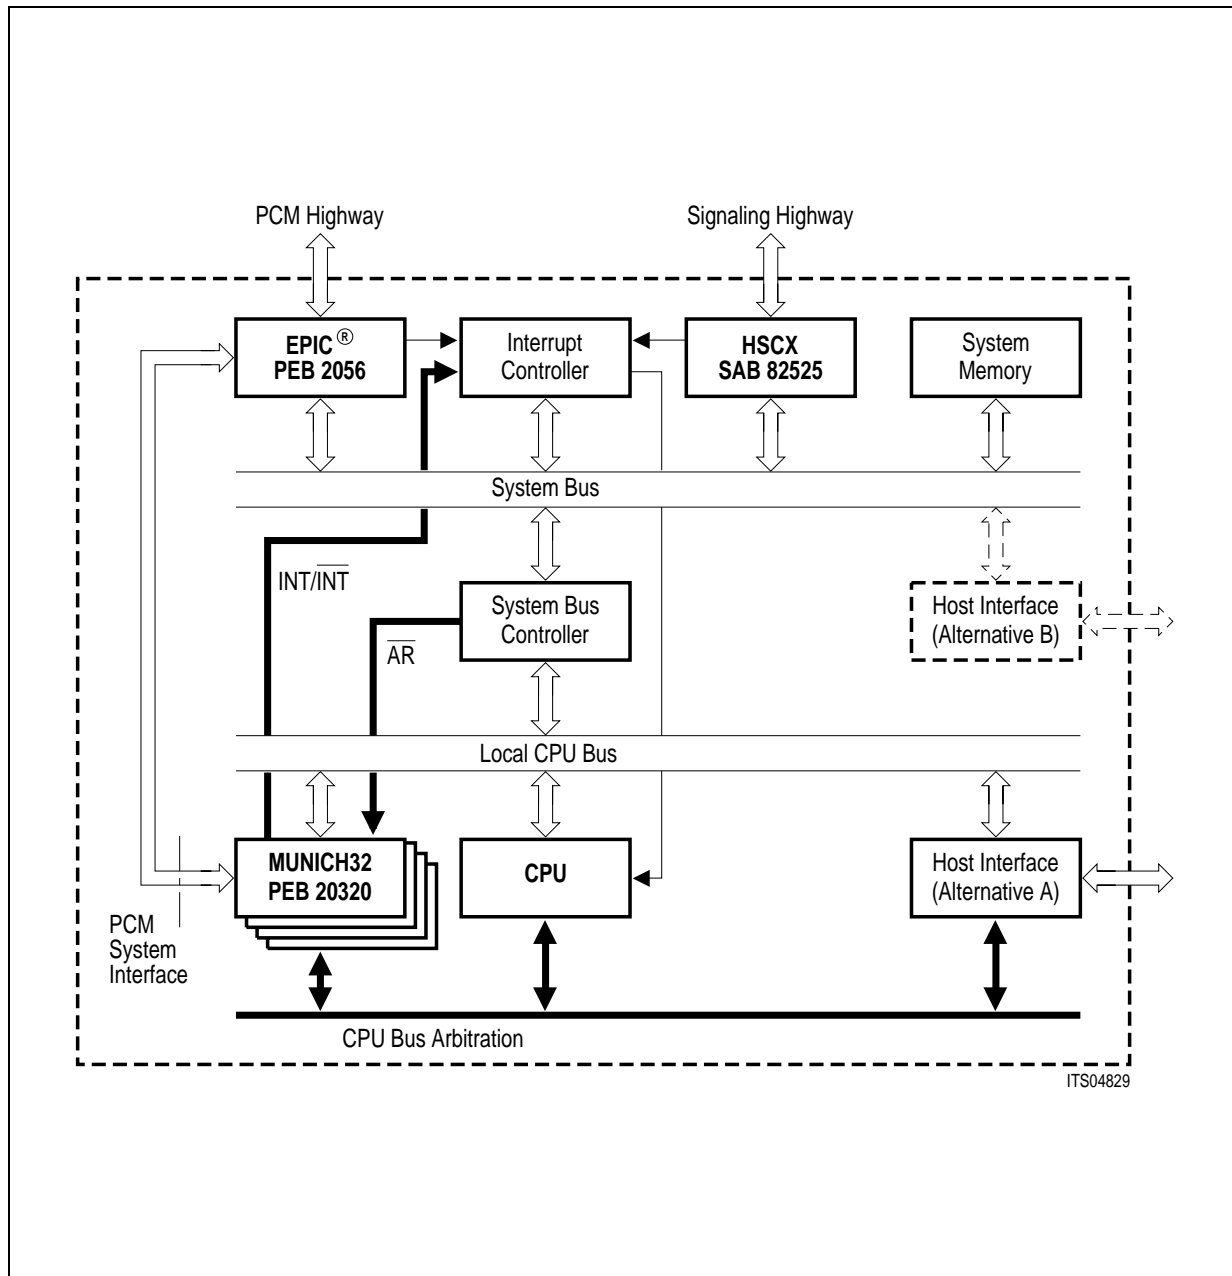 PCM Highway
Signaling Highway
EPIC®
PEB 2056
Interrupt
Controller
HSCX
SAB 82525
System
Memory
System Bus
INT/I̅N̅T̅
System Bus
Controller
A̅R̅
Host Interface
(Alternative B)
Local CPU Bus
MUNICH32
PEB 20320
CPU
Host Interface
(Alternative A)
PCM
System
Interface
CPU Bus Arbitration
ITS04829